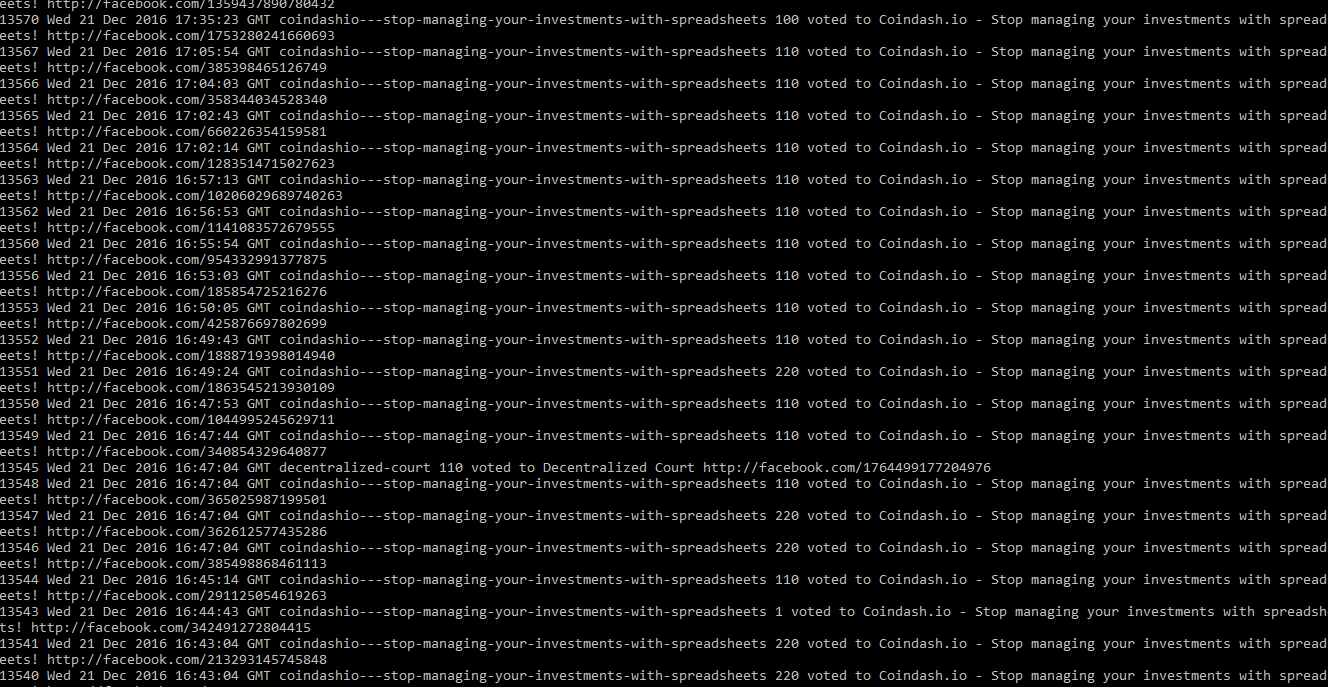 eets! http://facebook.com/1359437890780432
13570 Wed 21 Dec 2016 17:35:23 GMT coindashio---stop-managing-your-investments-with-spreadsheets 100 voted to Coindash.io - Stop managing your investments with spread
eets! http://facebook.com/1753280241660693
13567 Wed 21 Dec 2016 17:05:54 GMT coindashio---stop-managing-your-investments-with-spreadsheets 110 voted to Coindash.io - Stop managing your investments with spread
eets! http://facebook.com/385398465126749
13566 Wed 21 Dec 2016 17:04:03 GMT coindashio---stop-managing-your-investments-with-spreadsheets 110 voted to Coindash.io - Stop managing your investments with spread
eets! http://facebook.com/358344034528340
13565 Wed 21 Dec 2016 17:02:43 GMT coindashio---stop-managing-your-investments-with-spreadsheets 110 voted to Coindash.io - Stop managing your investments with spread
eets! http://facebook.com/660226354159581
13564 Wed 21 Dec 2016 17:02:14 GMT coindashio---stop-managing-your-investments-with-spreadsheets 110 voted to Coindash.io - Stop managing your investments with spread
eets! http://facebook.com/1283514715027623
13563 Wed 21 Dec 2016 16:57:13 GMT coindashio---stop-managing-your-investments-with-spreadsheets 110 voted to Coindash.io - Stop managing your investments with spread
eets! http://facebook.com/10206029689740263
13562 Wed 21 Dec 2016 16:56:53 GMT coindashio---stop-managing-your-investments-with-spreadsheets 110 voted to Coindash.io - Stop managing your investments with spread
eets! http://facebook.com/1141083572679555
13560 Wed 21 Dec 2016 16:55:54 GMT coindashio---stop-managing-your-investments-with-spreadsheets 110 voted to Coindash.io - Stop managing your investments with spread
eets! http://facebook.com/954332991377875
13556 Wed 21 Dec 2016 16:53:03 GMT coindashio---stop-managing-your-investments-with-spreadsheets 110 voted to Coindash.io - Stop managing your investments with spread
eets! http://facebook.com/185854725216276
13553 Wed 21 Dec 2016 16:50:05 GMT coindashio---stop-managing-your-investments-with-spreadsheets 110 voted to Coindash.io - Stop managing your investments with spread
eets! http://facebook.com/425876697802699
13552 Wed 21 Dec 2016 16:49:43 GMT coindashio---stop-managing-your-investments-with-spreadsheets 110 voted to Coindash.io - Stop managing your investments with spread
eets! http://facebook.com/1888719398014940
13551 Wed 21 Dec 2016 16:49:24 GMT coindashio---stop-managing-your-investments-with-spreadsheets 220 voted to Coindash.io - Stop managing your investments with spread
eets! http://facebook.com/1863545213930109
13550 Wed 21 Dec 2016 16:47:53 GMT coindashio---stop-managing-your-investments-with-spreadsheets 110 voted to Coindash.io - Stop managing your investments with spread
eets! http://facebook.com/1044995245629711
13549 Wed 21 Dec 2016 16:47:44 GMT coindashio---stop-managing-your-investments-with-spreadsheets 110 voted to Coindash.io - Stop managing your investments with spread
eets! http://facebook.com/340854329640877
13545 Wed 21 Dec 2016 16:47:04 GMT decentralized-court 110 voted to Decentralized Court http://facebook.com/1764499177204976
13548 Wed 21 Dec 2016 16:47:04 GMT coindashio---stop-managing-your-investments-with-spreadsheets 110 voted to Coindash.io - Stop managing your investments with spread
eets! http://facebook.com/365025987199501
13547 Wed 21 Dec 2016 16:47:04 GMT coindashio---stop-managing-your-investments-with-spreadsheets 220 voted to Coindash.io - Stop managing your investments with spread
eets! http://facebook.com/362612577435286
13546 Wed 21 Dec 2016 16:47:04 GMT coindashio---stop-managing-your-investments-with-spreadsheets 220 voted to Coindash.io - Stop managing your investments with spread
eets! http://facebook.com/385498868461113
13544 Wed 21 Dec 2016 16:45:14 GMT coindashio---stop-managing-your-investments-with-spreadsheets 110 voted to Coindash.io - Stop managing your investments with spread
eets! http://facebook.com/291125054619263
13543 Wed 21 Dec 2016 16:44:43 GMT coindashio---stop-managing-your-investments-with-spreadsheets 1 voted to Coindash.io - Stop managing your investments with spreadsh
ts! http://facebook.com/342491272804415
13541 Wed 21 Dec 2016 16:43:04 GMT coindashio---stop-managing-your-investments-with-spreadsheets 220 voted to Coindash.io - Stop managing your investments with spread
eets! http://facebook.com/213293145745848
13540 Wed 21 Dec 2016 16:43:04 GMT coindashio---stop-managing-your-investments-with-spreadsheets 220 voted to Coindash.io - Stop managing your investments with spread